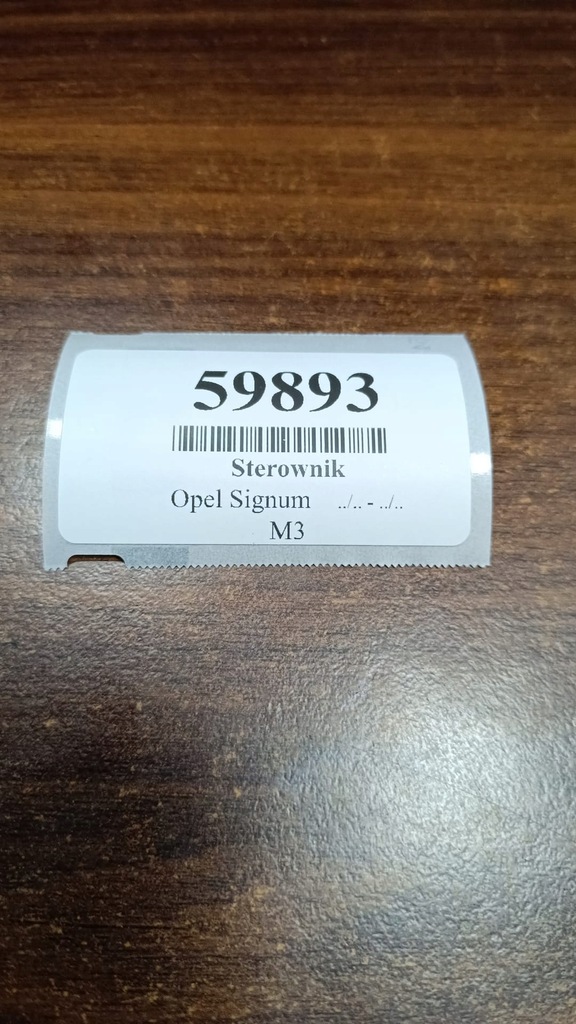 59893
Sterownik
Opel Signum ../.. - ../..
M3